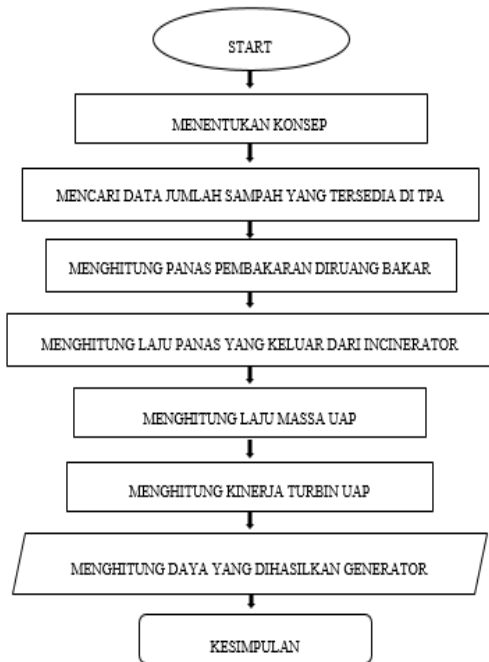 START
MENENTUKAN KONSEP
MENCARI DATA JUMLAH SAMPAH YANG TERSEDIA DI TPA
MENGHITUNG PANAS PEMBAKARAN DIRUANG BAKAR
MENGHITUNG LAJU PANAS YANG KELUAR DARI INCINERATOR
MENGHITUNG LAJU MASSA UAP
MENGHITUNG KINERJA TURBIN UAP
MENGHITUNG DAYA YANG DIHASILKAN GENERATOR
KESIMPULAN